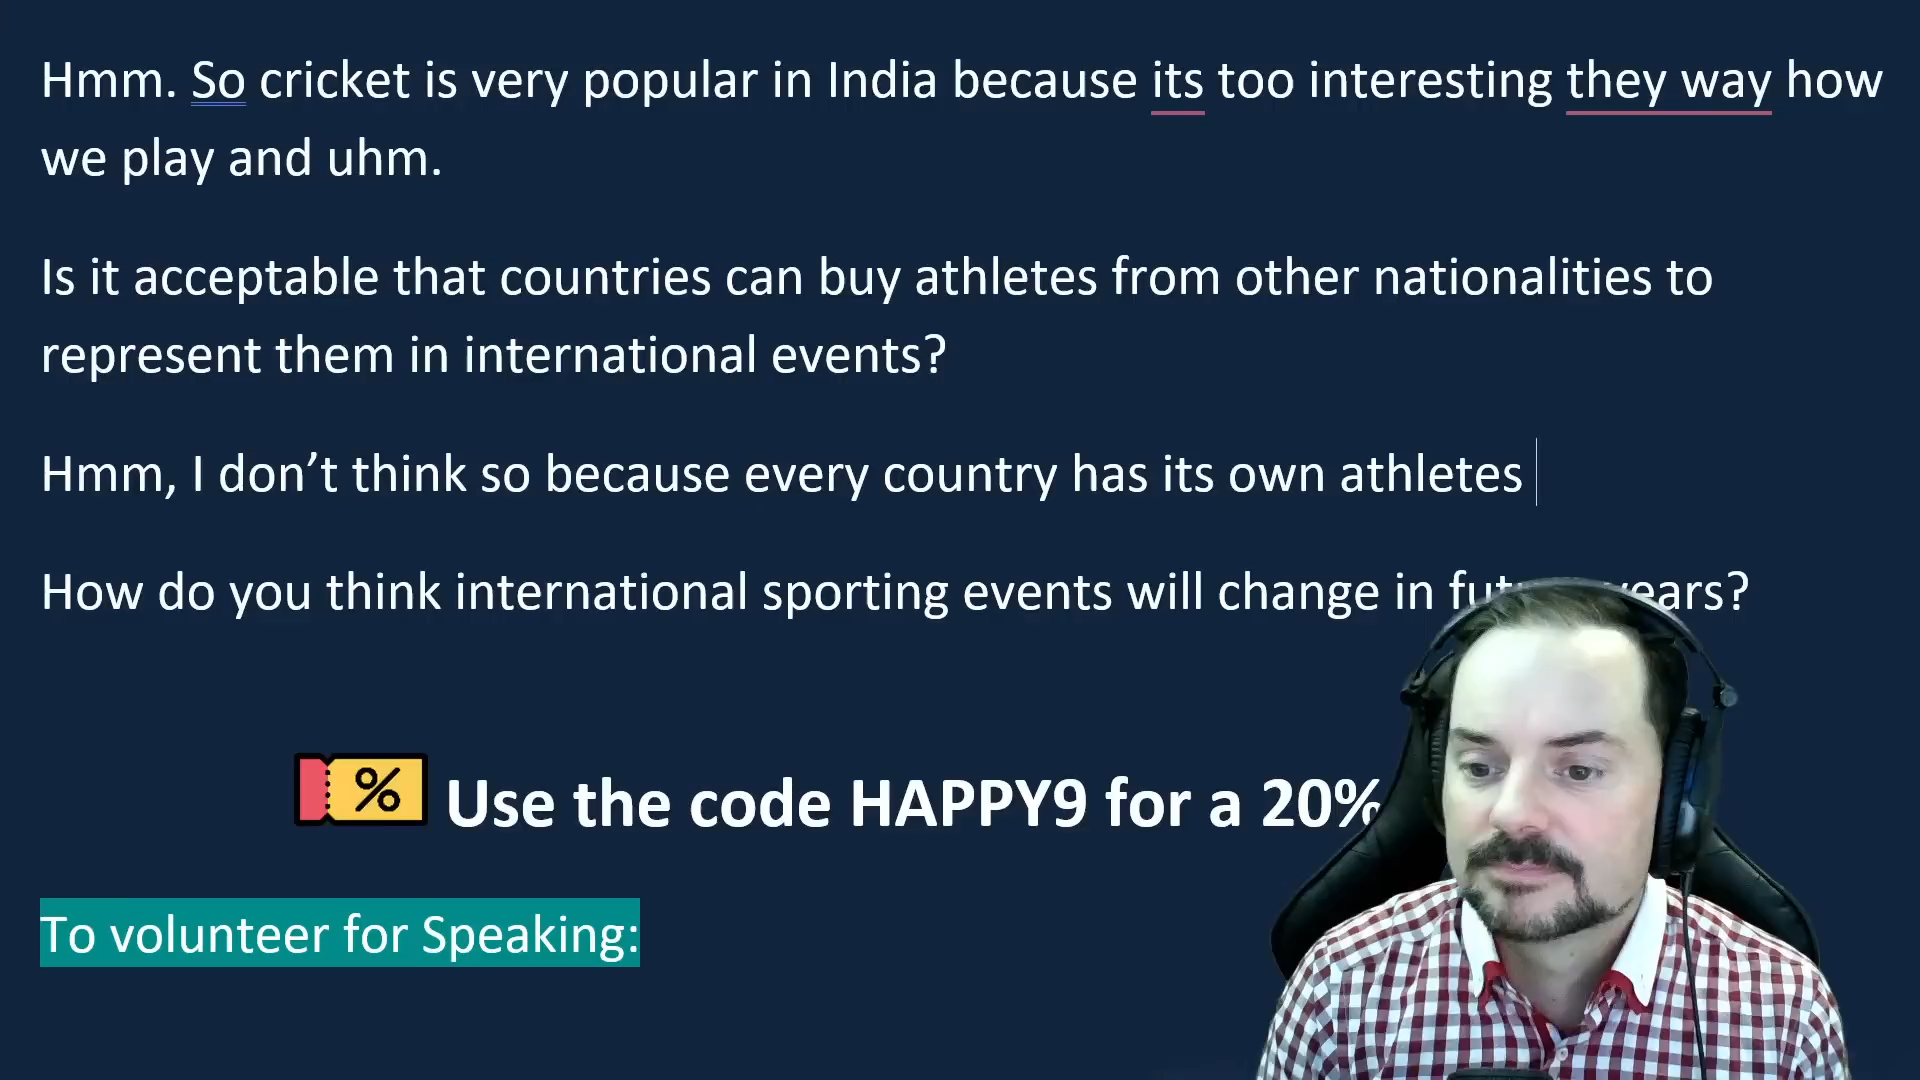 Hmm. So cricket is very popular in India because its too interesting they way how
we play and uhm.
Is it acceptable that countries can buy athletes from other nationalities to
represent them in international events?
Hmm, I don’t think so because every country has its own athletes
How do you think international sporting events will change in years?
% Use the code HAPPY9 for a 20%
To volunteer for Speaking: